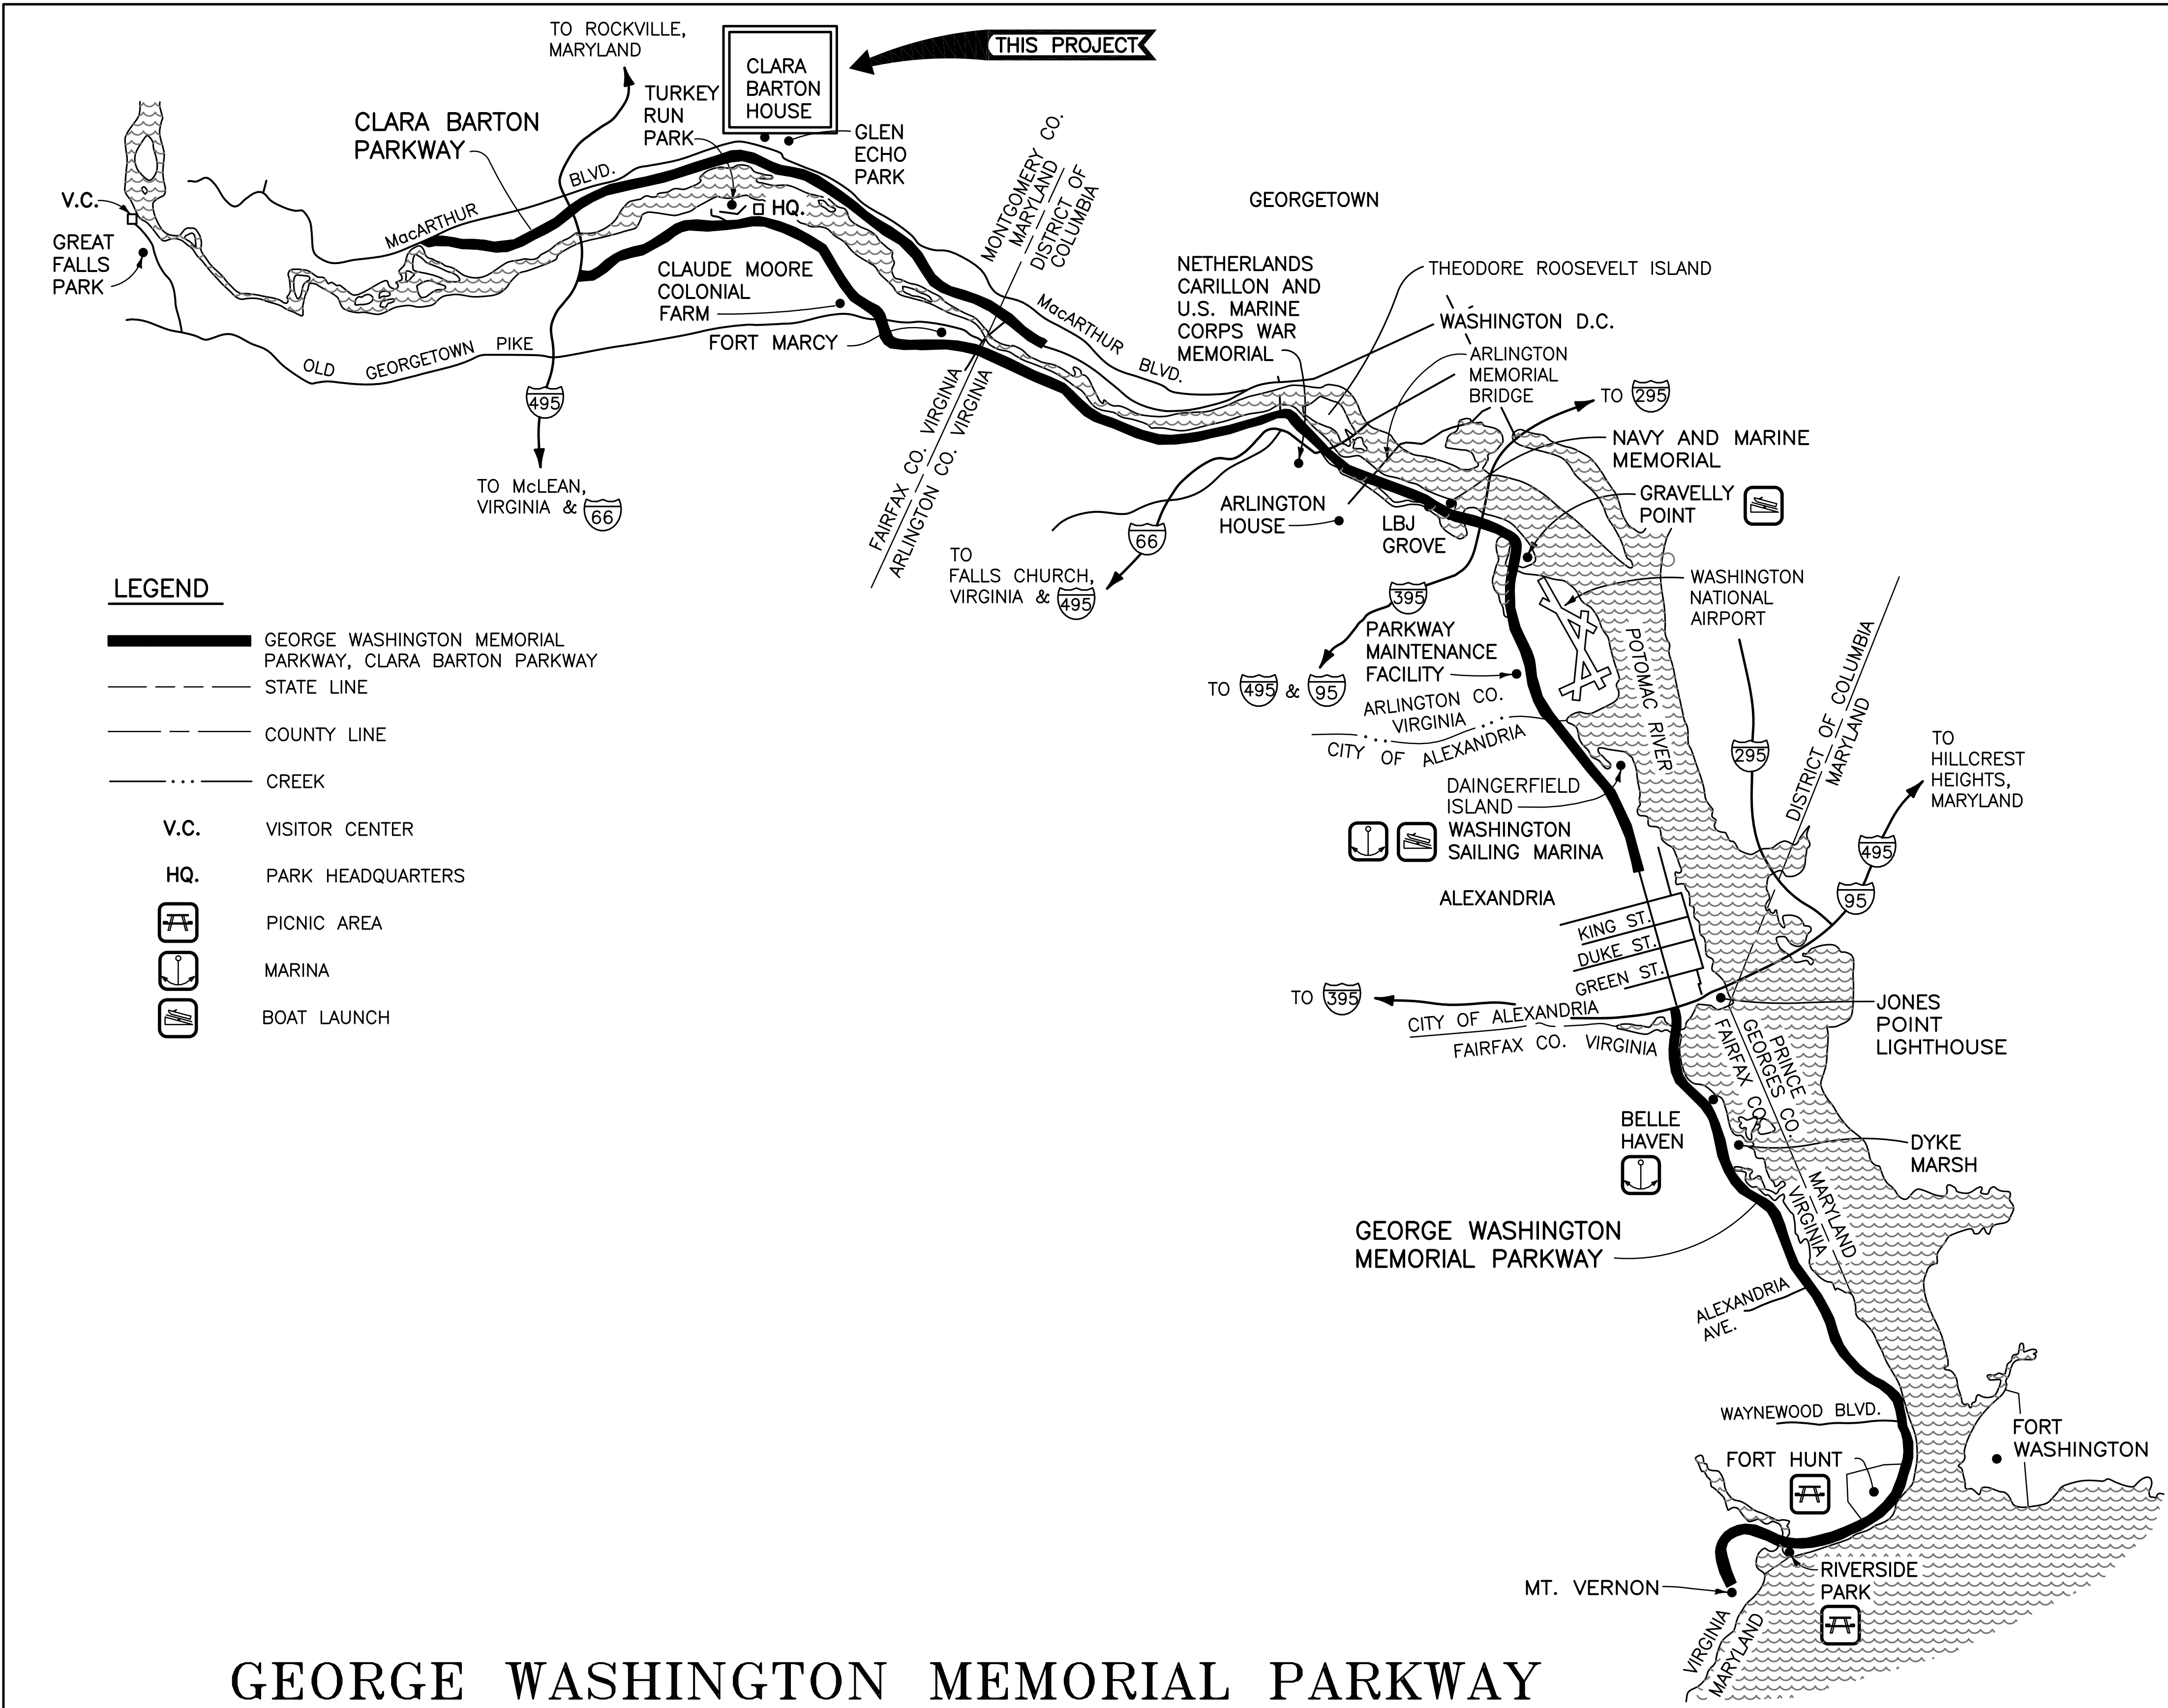 TO ROCKVILLE,
MARYLAND
CLARA
BARTON
HOUSE
THIS PROJECT
TURKEY
RUN
PARK
CLARA BARTON
PARKWAY
GLEN
ECHO
PARK
BLVD.
MacARTHUR
V.C.
GREAT
FALLS
PARK
HQ.
MONTGOMERY CO.
MARYLAND
DISTRICT OF
COLUMBIA
GEORGETOWN
CLAUDE MOORE
COLONIAL
FARM
FORT MARCY
OLD GEORGETOWN PIKE
MacARTHUR BLVD.
NETHERLANDS
CARILLON AND
U.S. MARINE
CORPS WAR
MEMORIAL
THEODORE ROOSEVELT ISLAND
WASHINGTON D.C.
ARLINGTON
MEMORIAL
BRIDGE
TO 295
NAVY AND MARINE
MEMORIAL
GRAVELLY
POINT
495
TO McLEAN,
VIRGINIA & 66
FAIRFAX CO. VIRGINIA
ARLINGTON CO. VIRGINIA
66
TO
FALLS CHURCH,
VIRGINIA & 495
ARLINGTON
HOUSE
LBJ
GROVE
395
TO 495 & 95
WASHINGTON
NATIONAL
AIRPORT
PARKWAY
MAINTENANCE
FACILITY
POTOMAC RIVER
ARLINGTON CO.
VIRGINIA
CITY OF ALEXANDRIA
DISTRICT OF COLUMBIA
MARYLAND
295
TO
HILLCREST
HEIGHTS,
MARYLAND
495
95
DAINGERFIELD
ISLAND
WASHINGTON
SAILING MARINA
ALEXANDRIA
KING ST.
DUKE ST.
GREEN ST.
TO 395
CITY OF ALEXANDRIA
FAIRFAX CO. VIRGINIA
JONES
POINT
LIGHTHOUSE
PRINCE
GEORGES CO.
FAIRFAX CO.
BELLE
HAVEN
DYKE
MARSH
MARYLAND
VIRGINIA
GEORGE WASHINGTON
MEMORIAL PARKWAY
ALEXANDRIA
AVE.
WAYNEWOOD BLVD.
FORT HUNT
FORT
WASHINGTON
MT. VERNON
RIVERSIDE
PARK
VIRGINIA
MARYLAND
LEGEND
GEORGE WASHINGTON MEMORIAL
PARKWAY, CLARA BARTON PARKWAY
STATE LINE
COUNTY LINE
CREEK
V.C. VISITOR CENTER
HQ. PARK HEADQUARTERS
PICNIC AREA
MARINA
BOAT LAUNCH
GEORGE WASHINGTON MEMORIAL PARKWAY